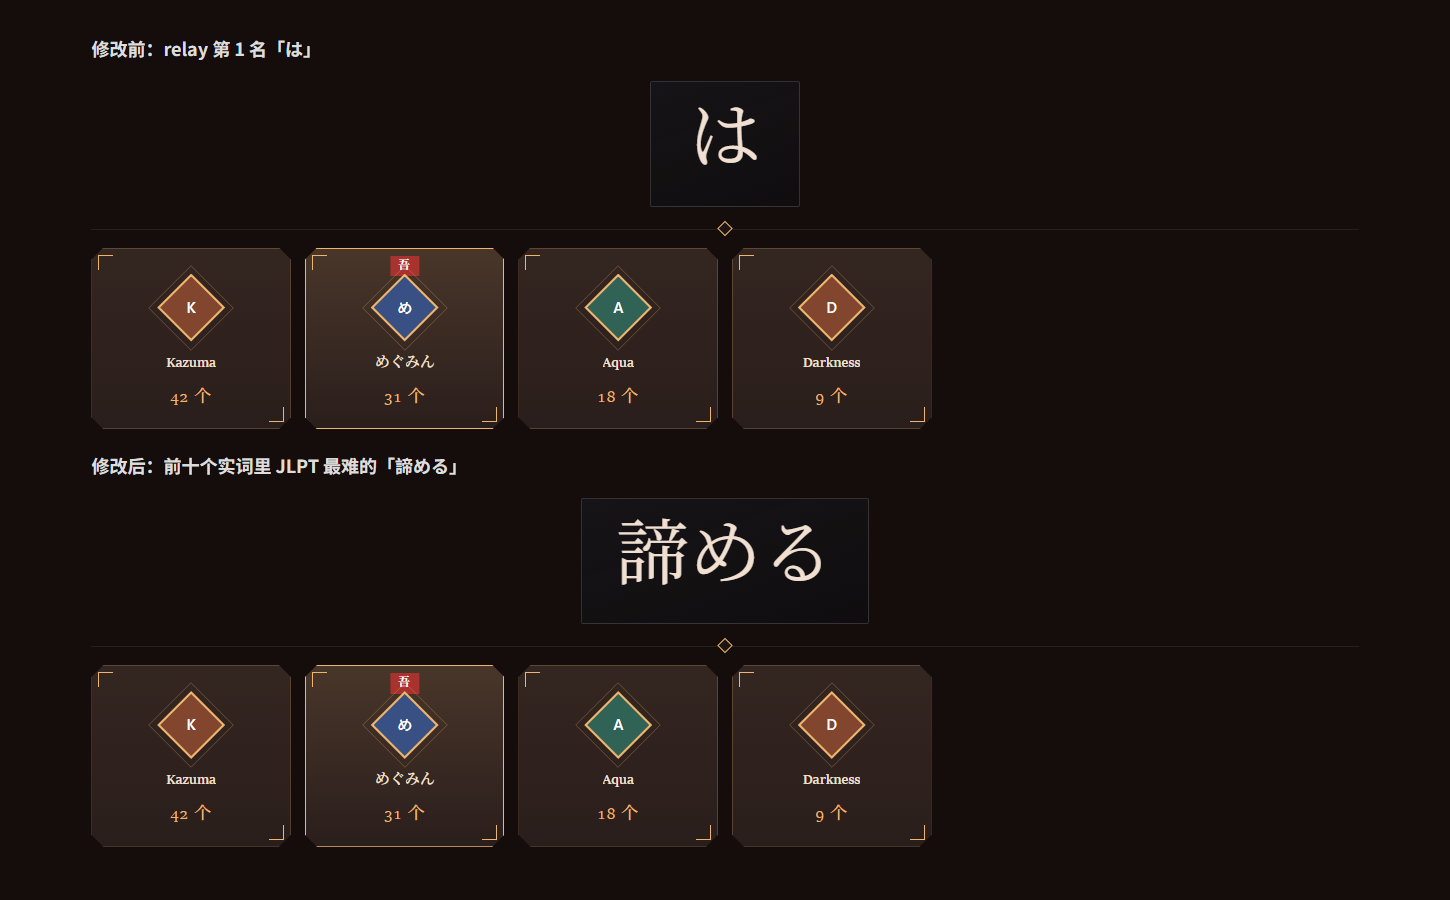 修改前：relay 第 1 名「は」
は
吾
K め A D
Kazuma めぐみん Aqua Darkness
42 个 31 个 18 个 9 个
修改后：前十个实词里 JLPT 最难的「諦める」
諦める
吾
K め A D
Kazuma めぐみん Aqua Darkness
42 个 31 个 18 个 9 个